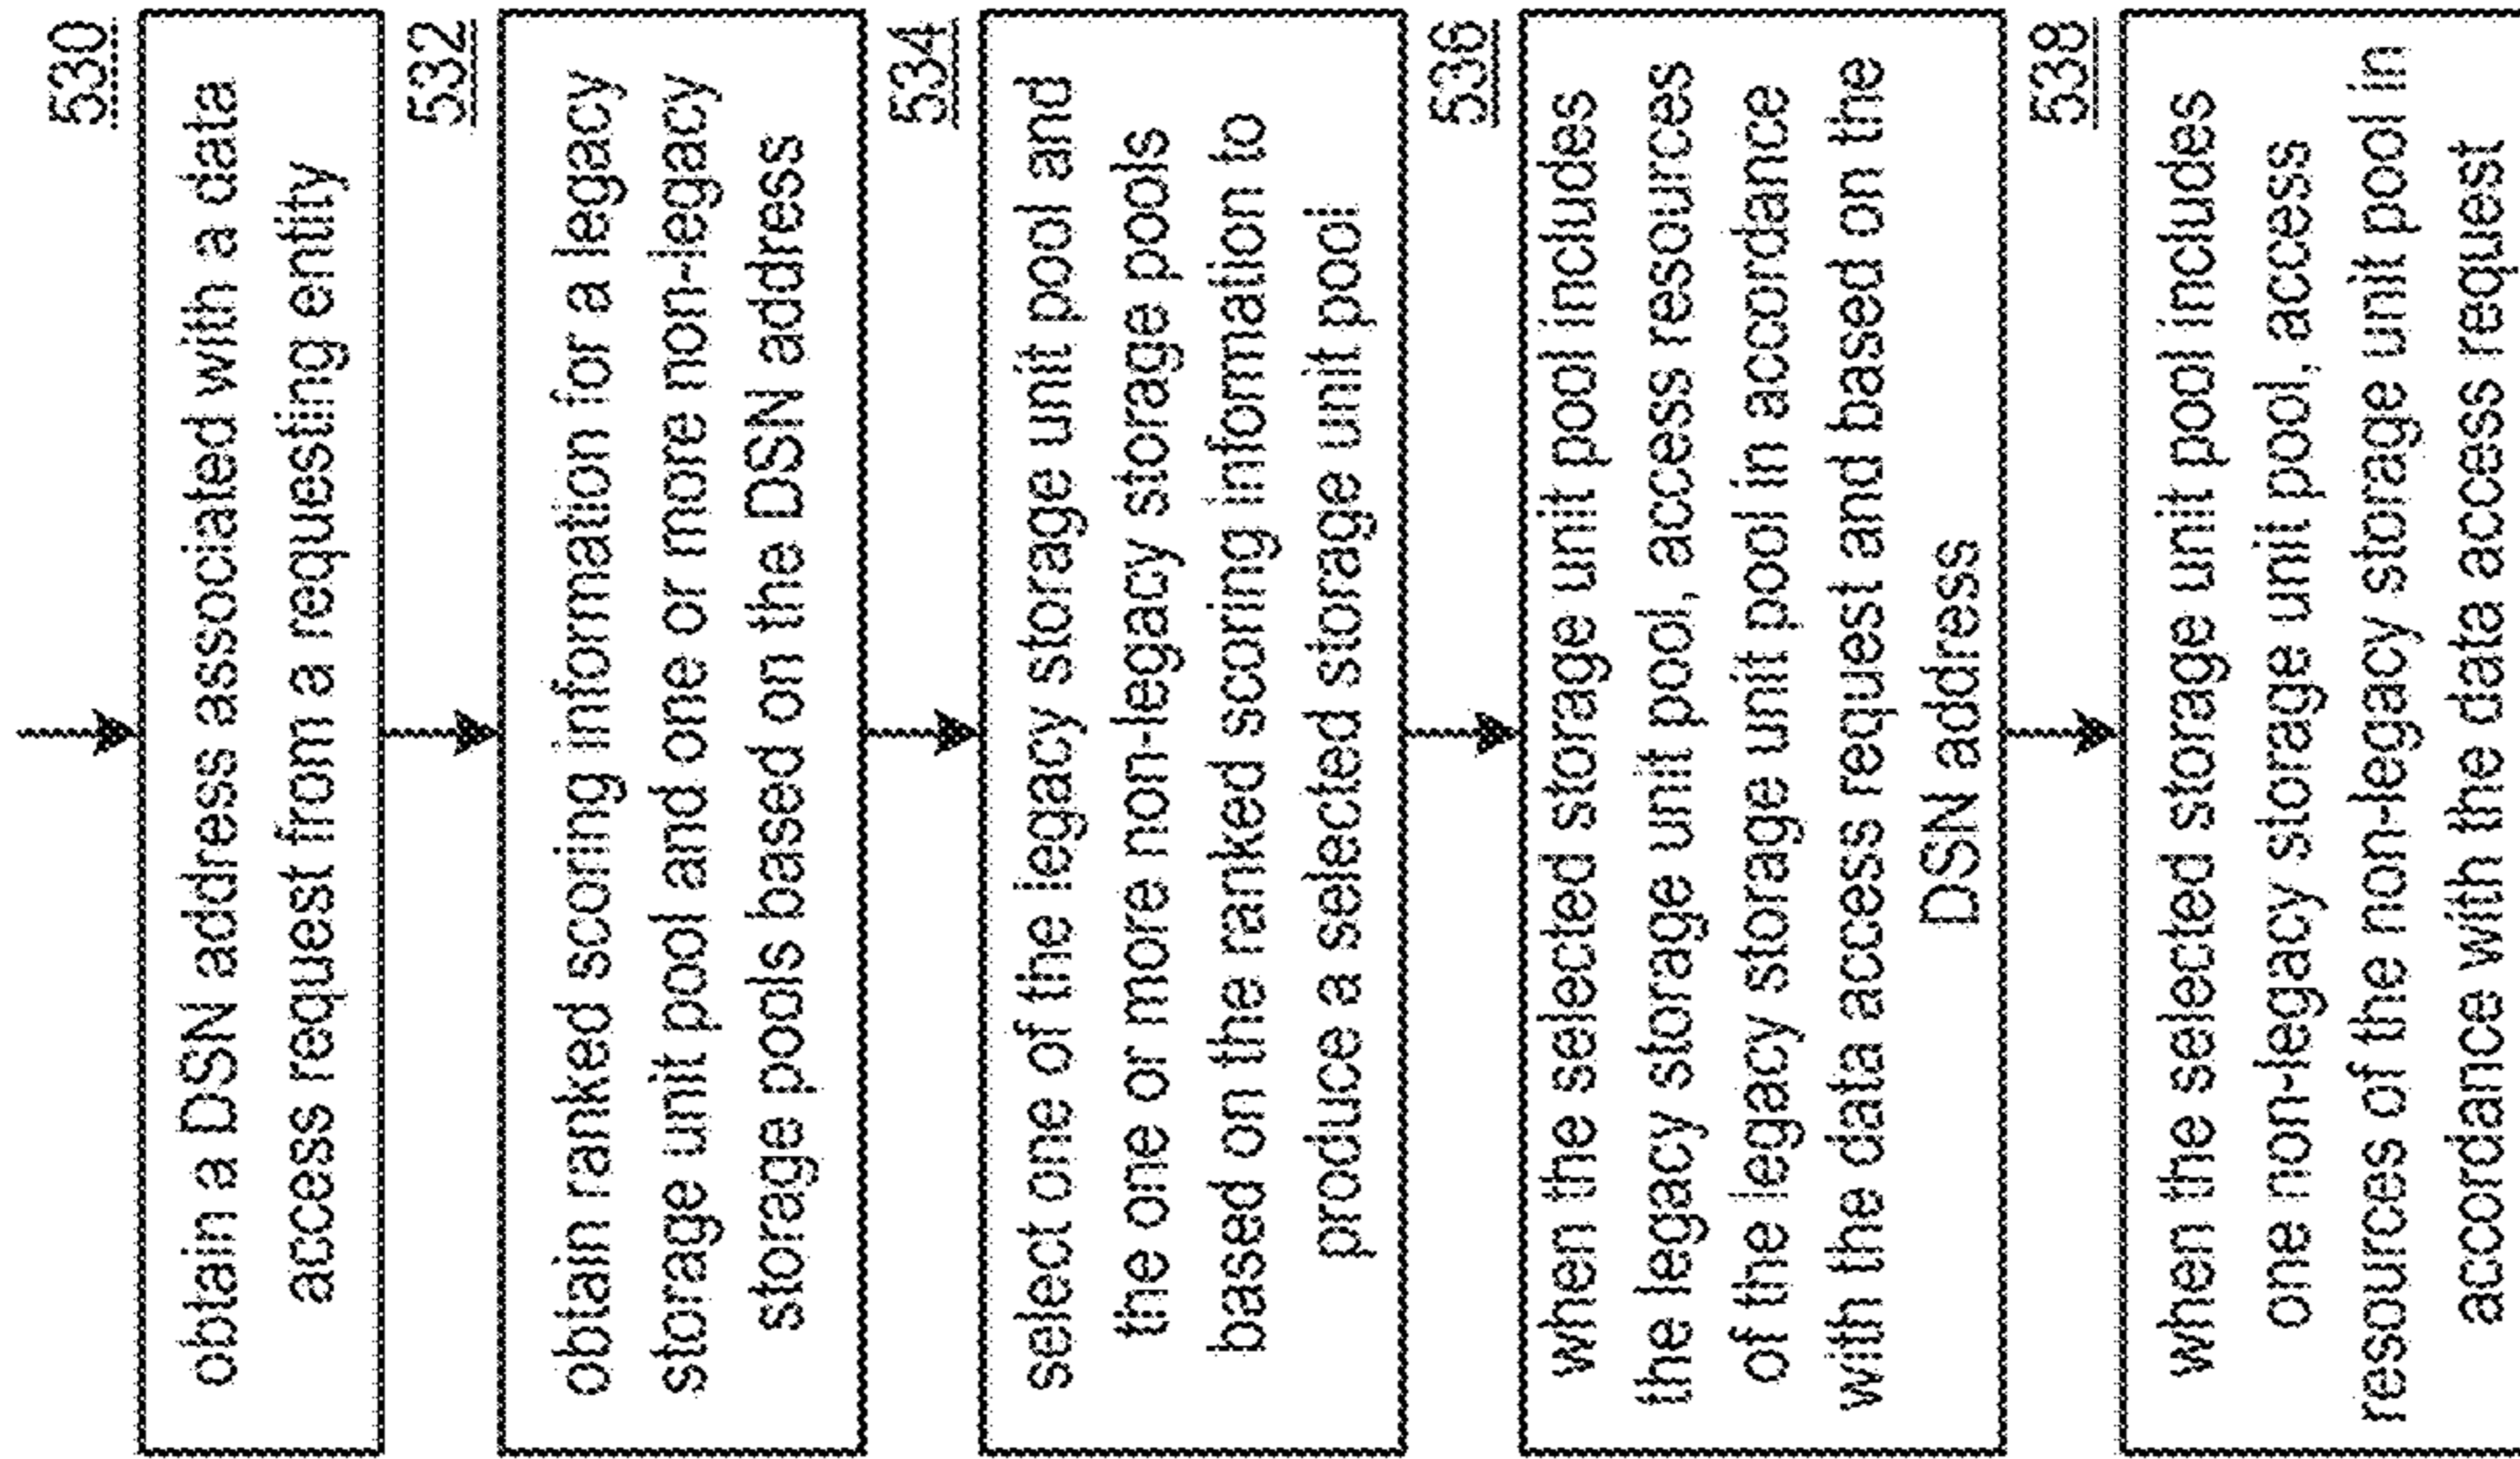 530
obtain a DSN address associated with a data
access request from a requesting entity
532
obtain ranked scoring information for a legacy
storage unit pool and one or more non-legacy
storage pools based on the DSN address
534
select one of the legacy storage unit pool and
the one or more non-legacy storage pools
based on the ranked scoring information to
produce a selected storage unit pool
536
when the selected storage unit pool includes
the legacy storage unit pool, access resources
of the legacy storage unit pool in accordance
with the data access request and based on the
DSN address
538
when the selected storage unit pool includes
one non-legacy storage unit pool, access
resources of the non-legacy storage unit pool in
accordance with the data access request